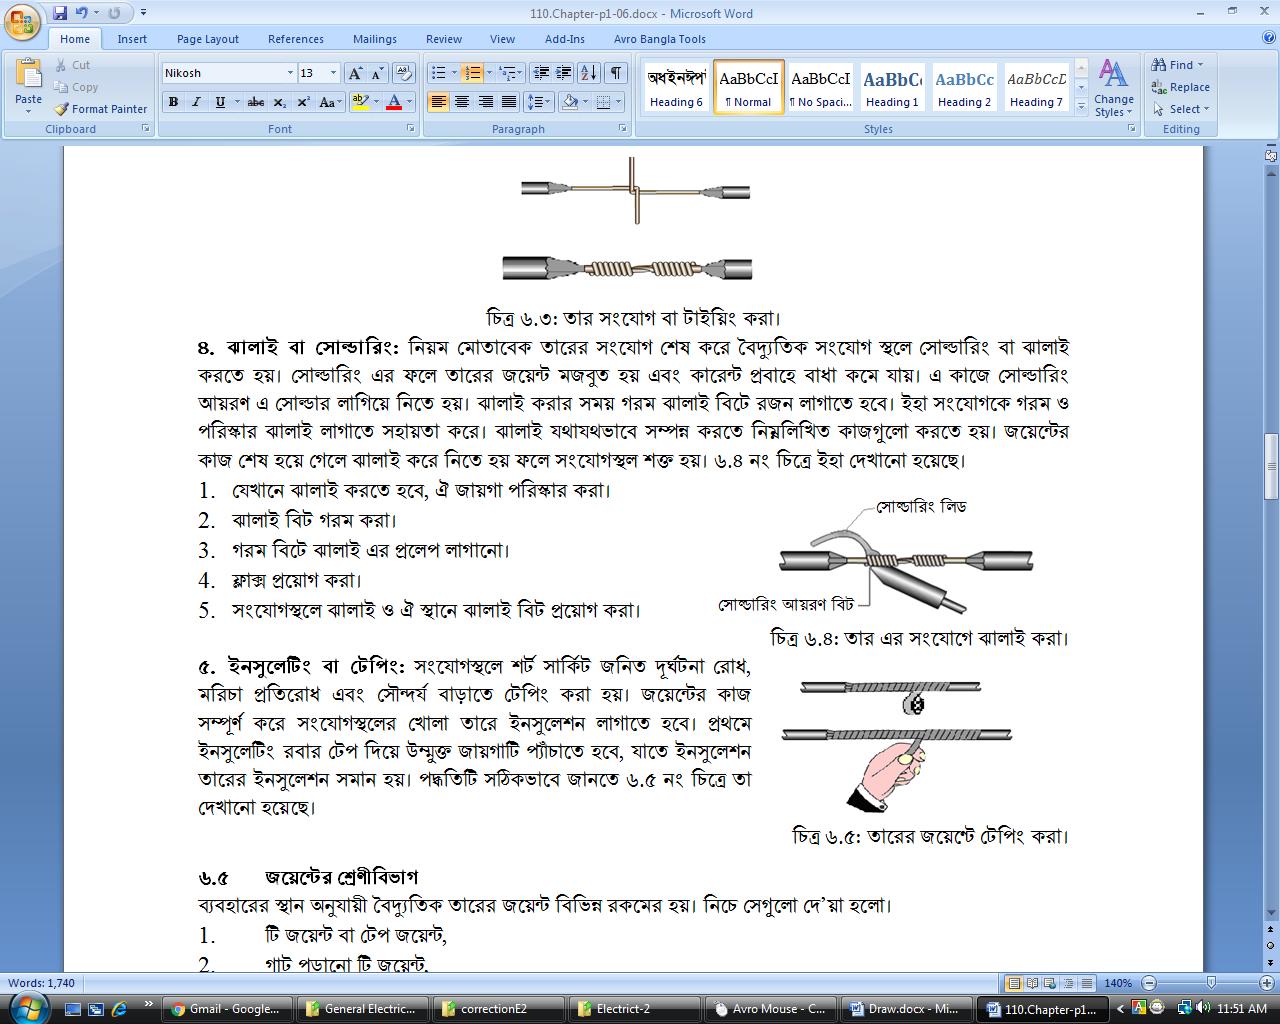 110.Chapter-p1-06.docx - Microsoft Word
Home Insert Page Layout References Mailings Review View Add-Ins Avro Bangla Tools
Paste
Cut
Copy
Format Painter
Clipboard
Nikosh 13
Font
Paragraph
অধইনঈপ AaBbCcI AaBbCcI AaBbC AaBbCc AaBbCcD
Heading 6 ¶ Normal ¶ No Spaci... Heading 1 Heading 2 Heading 7
Change Styles
Styles
Find
Replace
Select
Editing
চিত্র ৬.৩: তার সংযোগ বা টাইয়িং করা।
৪. ঝালাই বা সোল্ডারিং: নিয়ম মোতাবেক তারের সংযোগ শেষ করে বৈদ্যুতিক সংযোগ স্থলে সোল্ডারিং বা ঝালাই
করতে হয়। সোল্ডারিং এর ফলে তারের জয়েন্ট মজবুত হয় এবং কারেন্ট প্রবাহে বাধা কমে যায়। এ কাজে সোল্ডারিং
আয়রণ এ সোল্ডার লাগিয়ে নিতে হয়। ঝালাই করার সময় গরম ঝালাই বিটে রজন লাগাতে হবে। ইহা সংযোগকে গরম ও
পরিস্কার ঝালাই লাগাতে সহায়তা করে। ঝালাই যথাযথভাবে সম্পন্ন করতে নিম্নলিখিত কাজগুলো করতে হয়। জয়েন্টের
কাজ শেষ হয়ে গেলে ঝালাই করে নিতে হয় ফলে সংযোগস্থল শক্ত হয়। ৬.৪ নং চিত্রে ইহা দেখানো হয়েছে।
1. যেখানে ঝালাই করতে হবে, ঐ জায়গা পরিস্কার করা।
2. ঝালাই বিট গরম করা।
3. গরম বিটে ঝালাই এর প্রলেপ লাগানো।
4. ফ্লাক্স প্রয়োগ করা।
5. সংযোগস্থলে ঝালাই ও ঐ স্থানে ঝালাই বিট প্রয়োগ করা।
সোল্ডারিং লিড
সোল্ডারিং আয়রণ বিট
চিত্র ৬.৪: তার এর সংযোগে ঝালাই করা।
৫. ইনসুলেটিং বা টেপিং: সংযোগস্থলে শর্ট সার্কিট জনিত দূর্ঘটনা রোধ,
মরিচা প্রতিরোধ এবং সৌন্দর্য বাড়াতে টেপিং করা হয়। জয়েন্টের কাজ
সম্পূর্ণ করে সংযোগস্থলের খোলা তারে ইনসুলেশন লাগাতে হবে। প্রথমে
ইনসুলেটিং রবার টেপ দিয়ে উম্মুক্ত জায়গাটি প্যাঁচাতে হবে, যাতে ইনসুলেশন
তারের ইনসুলেশন সমান হয়। পদ্ধতিটি সঠিকভাবে জানতে ৬.৫ নং চিত্রে তা
দেখানো হয়েছে।
চিত্র ৬.৫: তারের জয়েন্টে টেপিং করা।
৬.৫ জয়েন্টের শ্রেণীবিভাগ
ব্যবহারের স্থান অনুযায়ী বৈদ্যুতিক তারের জয়েন্ট বিভিন্ন রকমের হয়। নিচে সেগুলো দে'য়া হলো।
1. টি জয়েন্ট বা টেপ জয়েন্ট,
2. গাট পড়ানো টি জয়েন্ট,
Words: 1,740
140%
Gmail - Google... General Electric... correctionE2 Electrict-2 Avro Mouse - C... Draw.docx - Mi... 110.Chapter-p1... 11:51 AM